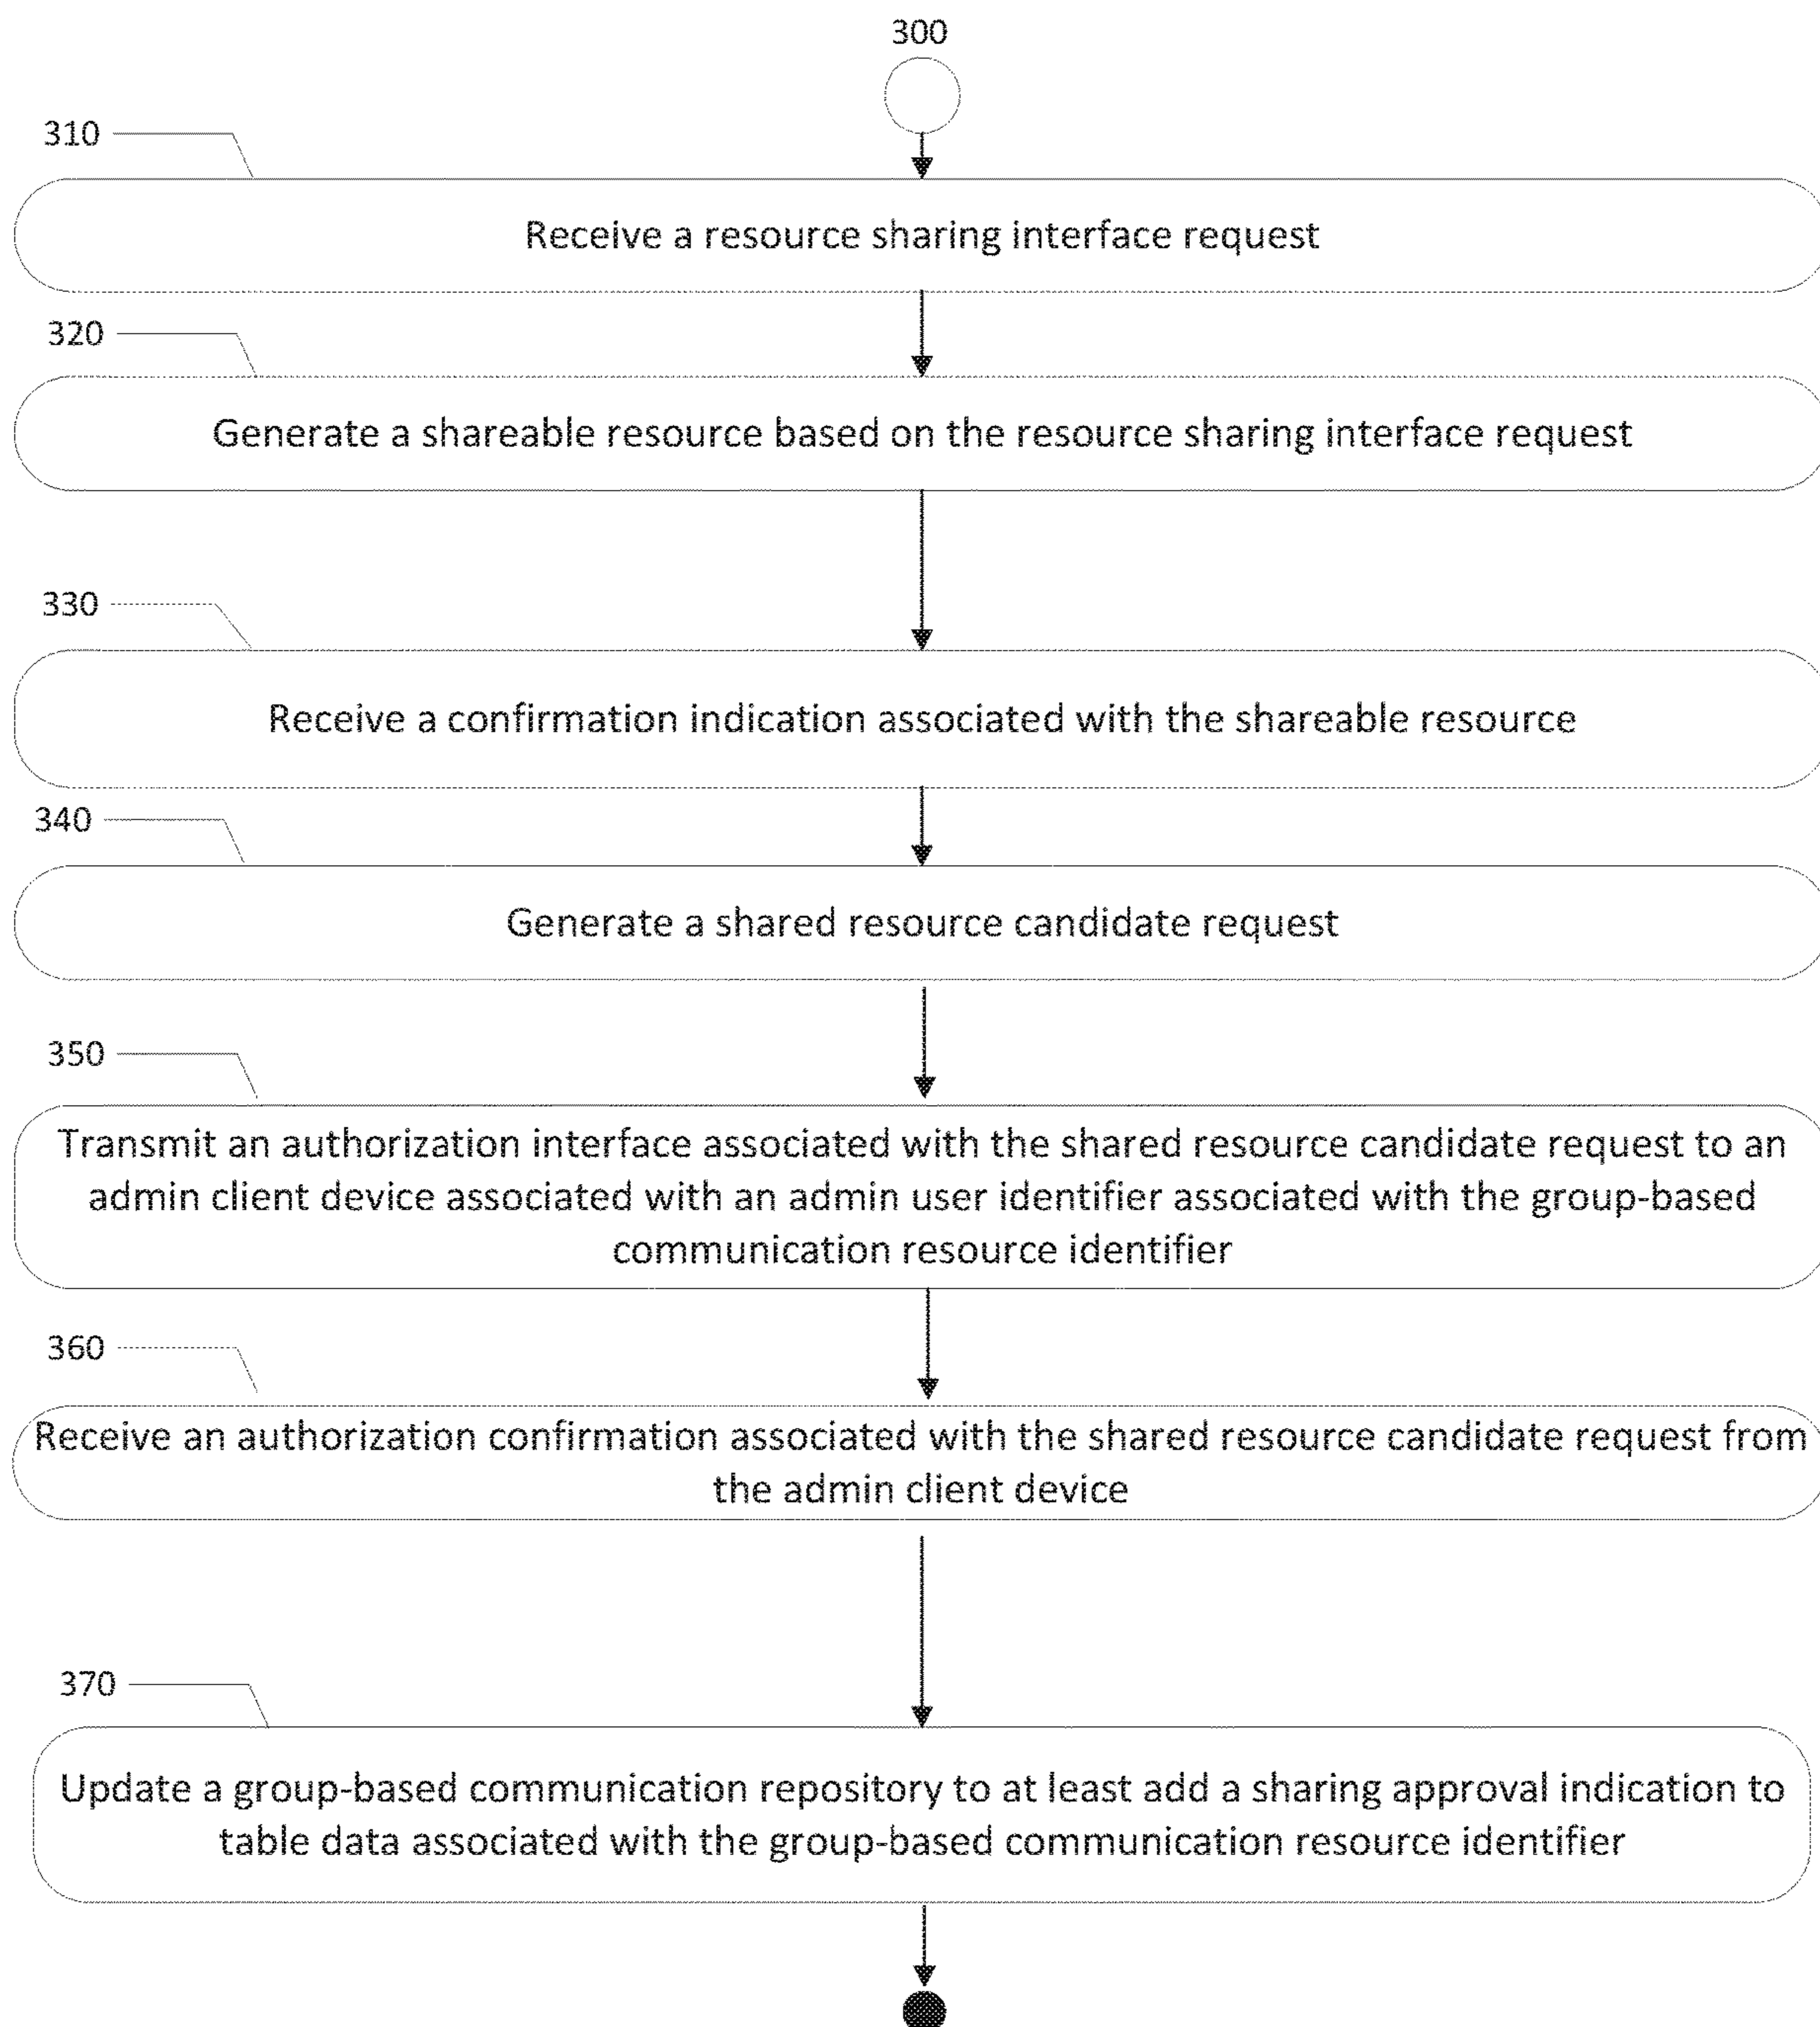 300
310
Receive a resource sharing interface request
320
Generate a shareable resource based on the resource sharing interface request
330
Receive a confirmation indication associated with the shareable resource
340
Generate a shared resource candidate request
350
Transmit an authorization interface associated with the shared resource candidate request to an
admin client device associated with an admin user identifier associated with the group-based
communication resource identifier
360
Receive an authorization confirmation associated with the shared resource candidate request from
the admin client device
370
Update a group-based communication repository to at least add a sharing approval indication to
table data associated with the group-based communication resource identifier